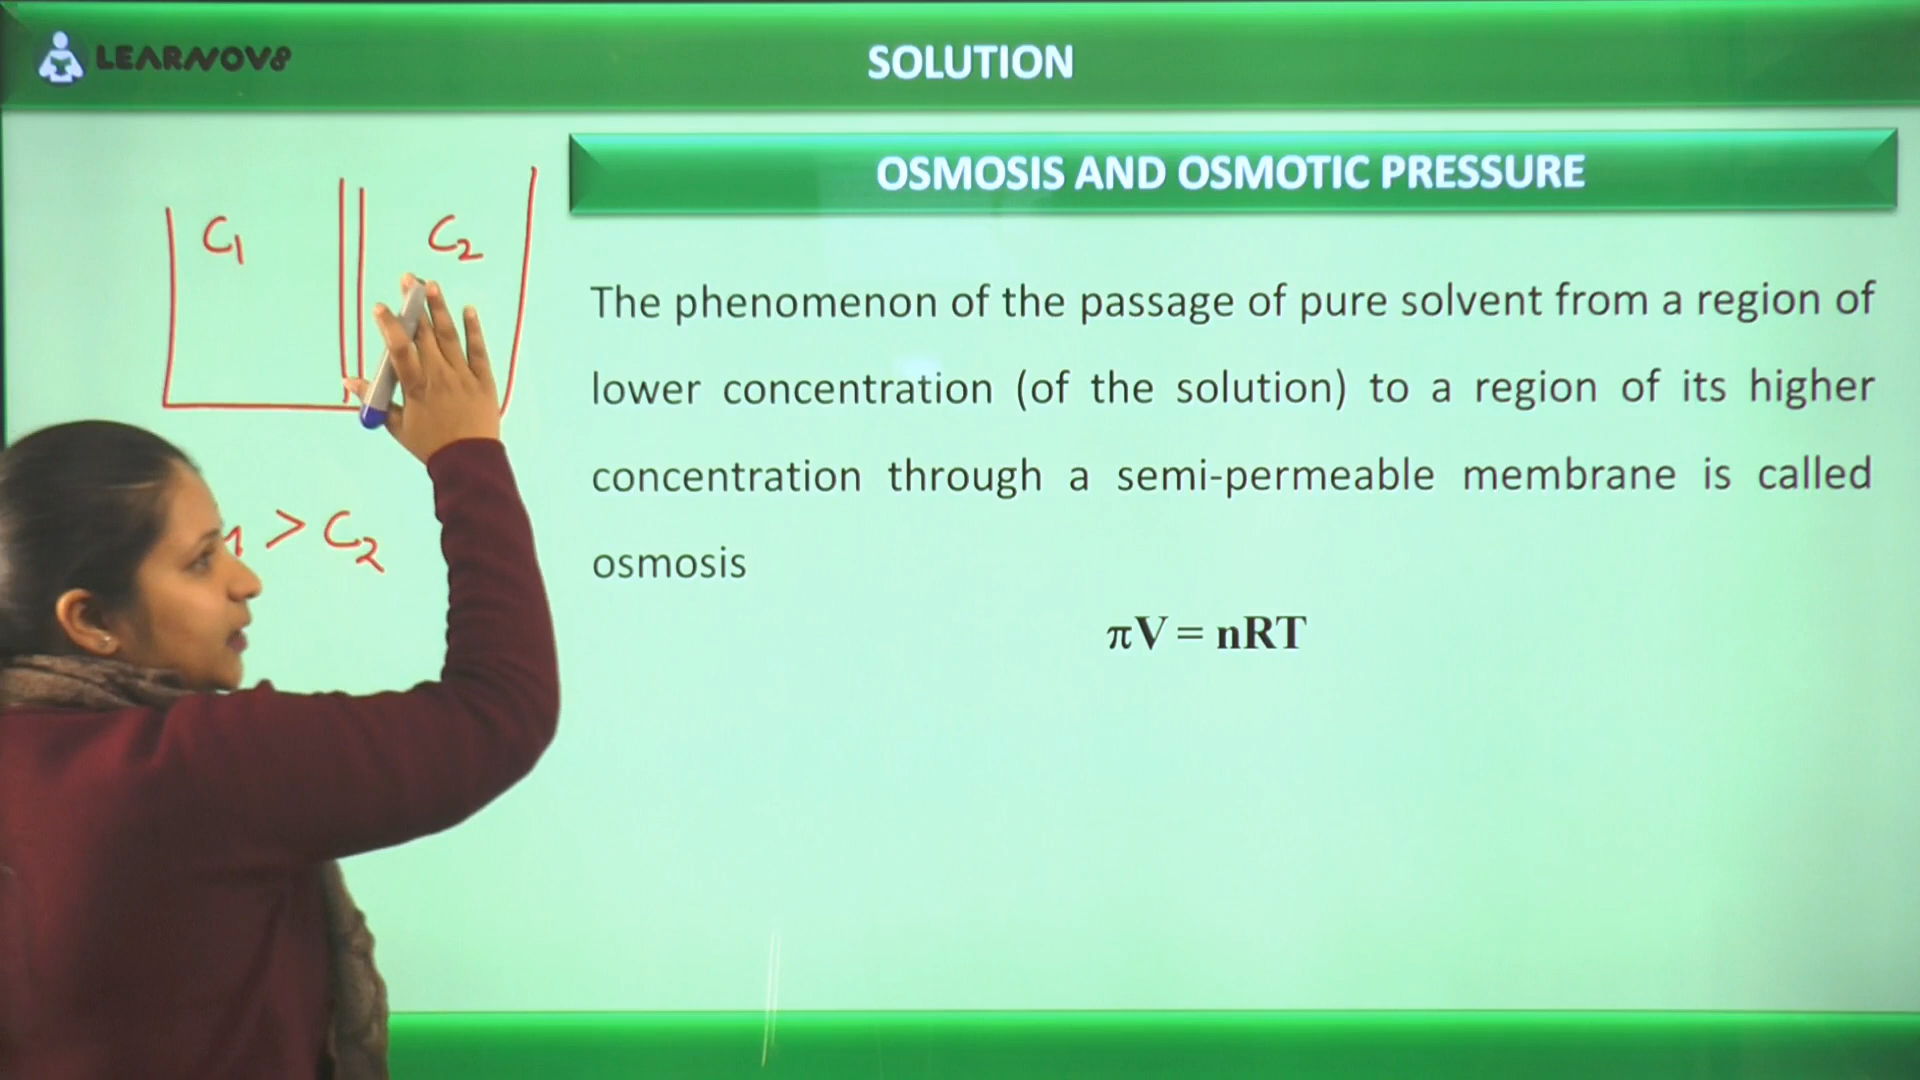 LEARNOV8
SOLUTION
OSMOSIS AND OSMOTIC PRESSURE
C1
C2
The phenomenon of the passage of pure solvent from a region of
lower concentration (of the solution) to a region of its higher
concentration through a semi-permeable membrane is called
osmosis
1 > C2
πV = nRT